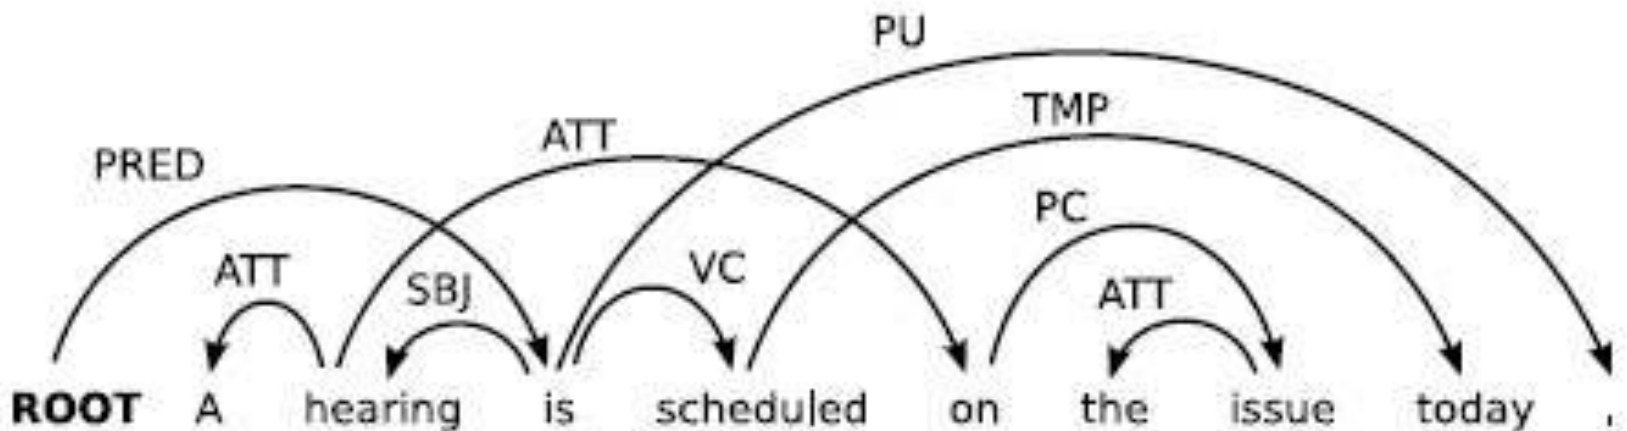 PU
TMP
ATT
PRED
PC
ATT
SBJ
VC
ATT
ROOT A hearing is scheduled on the issue today .